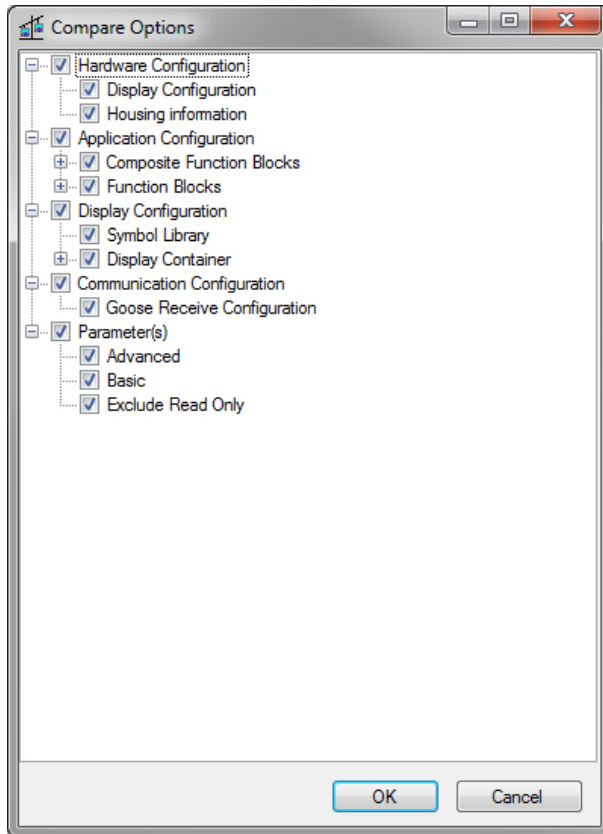 Compare Options
Hardware Configuration
Display Configuration
Housing information
Application Configuration
Composite Function Blocks
Function Blocks
Display Configuration
Symbol Library
Display Container
Communication Configuration
Goose Receive Configuration
Parameter(s)
Advanced
Basic
Exclude Read Only
OK Cancel